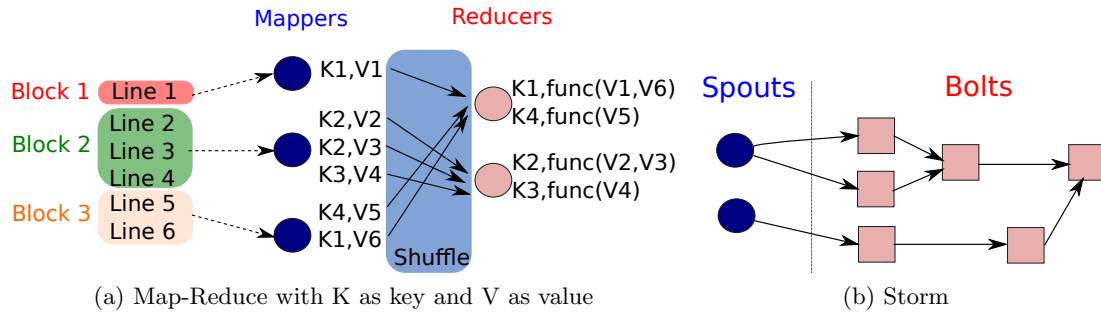 Mappers
Reducers
Block 1
Line 1
Block 2
Line 2
Line 3
Line 4
Block 3
Line 5
Line 6
K1,V1
K2,V2
K2,V3
K3,V4
K4,V5
K1,V6
Shuffle
K1,func(V1,V6)
K4,func(V5)
K2,func(V2,V3)
K3,func(V4)
(a) Map-Reduce with K as key and V as value
Spouts
Bolts
(b) Storm